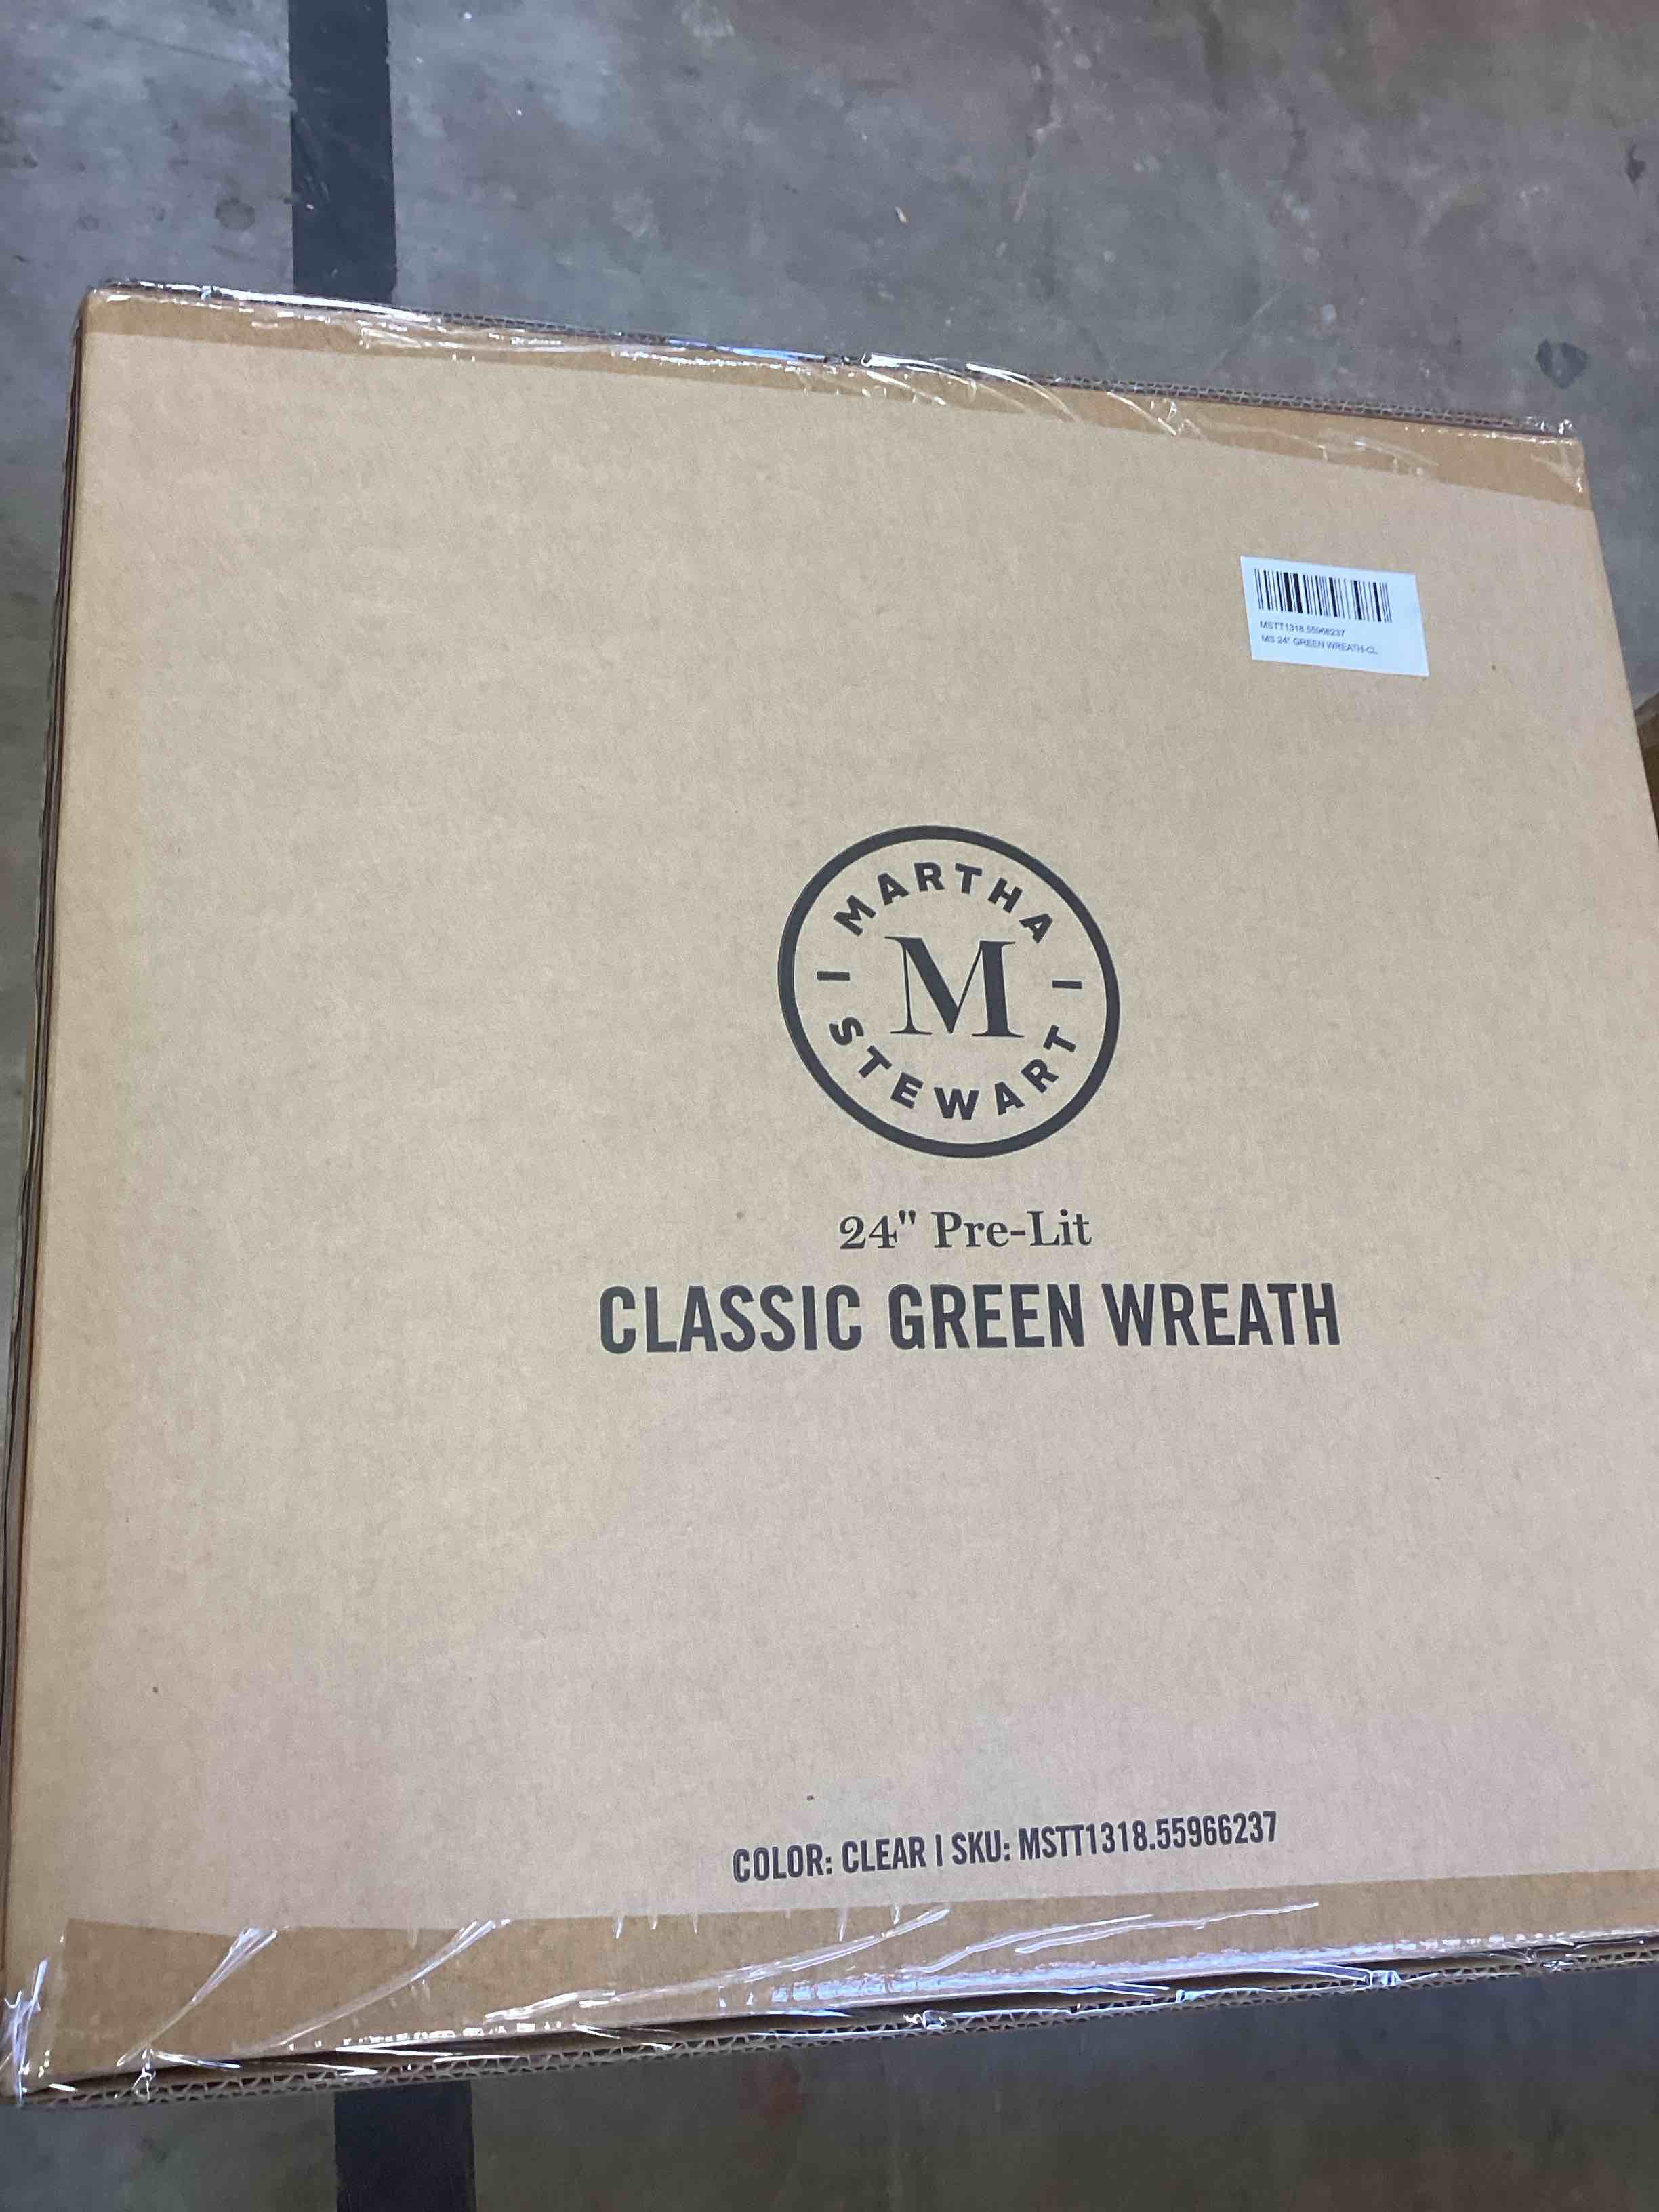 MSTT1318.55966237
MS 24" GREEN WREATH-CL
MARTHA
M
STEWART
24" Pre-Lit
CLASSIC GREEN WREATH
COLOR: CLEAR | SKU: MSTT1318.55966237